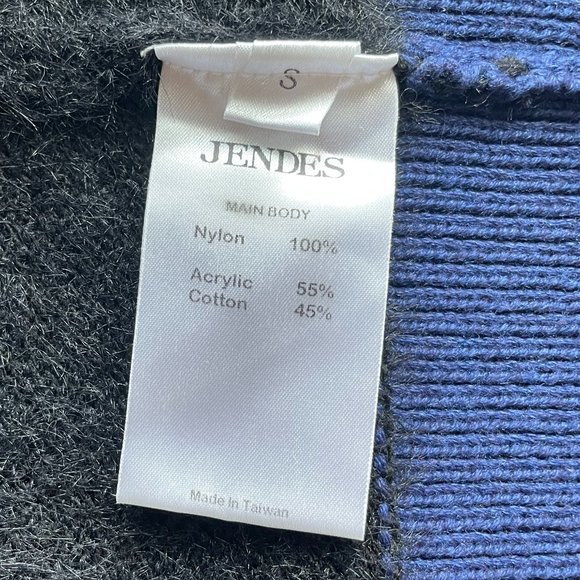 S
JENDES
MAIN BODY
Nylon 100%
Acrylic 55%
Cotton 45%
Made in Taiwan